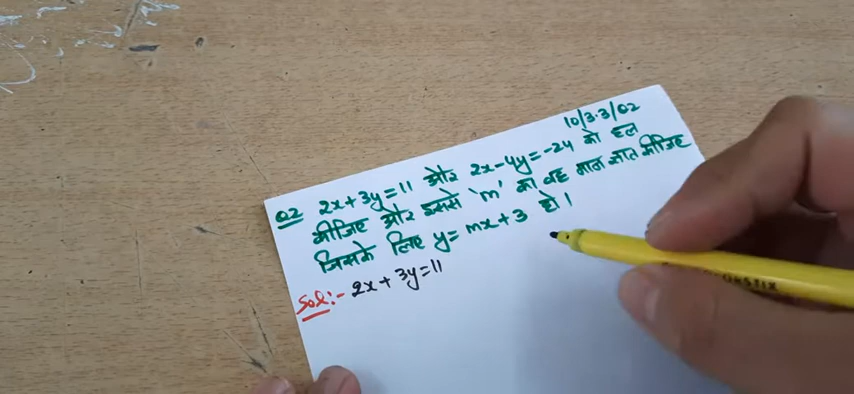 10/3.3/Q2
Q2 2x+3y=11 और 2x-4y=-24 को हल
कीजिए और इससे 'm' का वह मान ज्ञात कीजिए
जिसके लिए y=mx+3 हो।
Sol:- 2x+3y=11